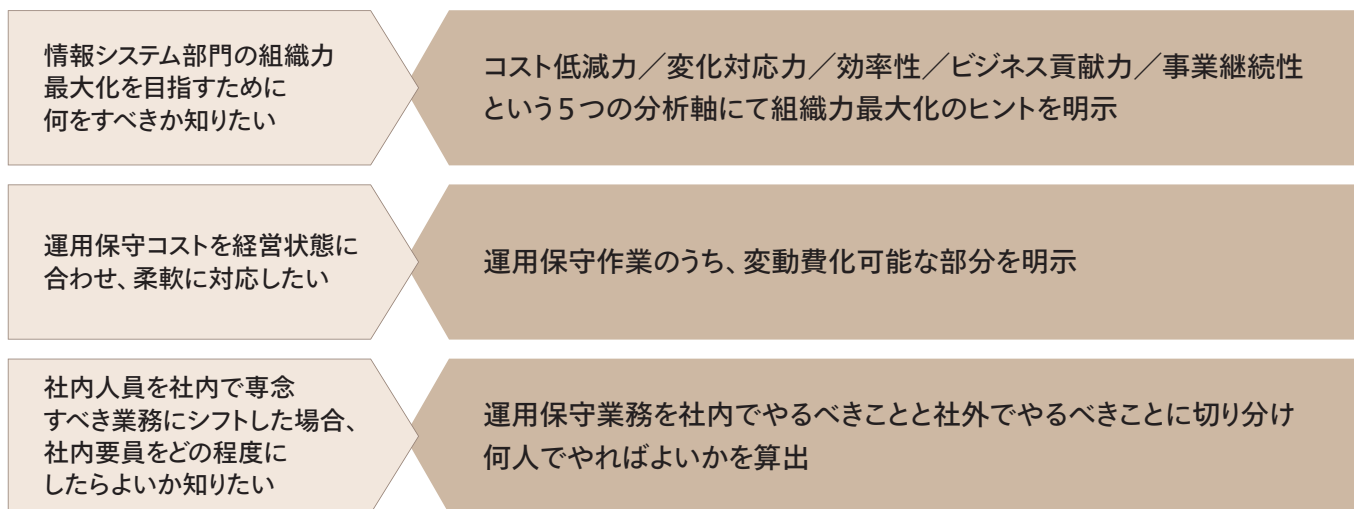 情報システム部門の組織力
最大化を目指すために
何をすべきか知りたい
コスト低減力／変化対応力／効率性／ビジネス貢献力／事業継続性
という5つの分析軸にて組織力最大化のヒントを明示
運用保守コストを経営状態に
合わせ、柔軟に対応したい
運用保守作業のうち、変動費化可能な部分を明示
社内人員を社内で専念
すべき業務にシフトした場合、
社内要員をどの程度に
したらよいか知りたい
運用保守業務を社内でやるべきことと社外でやるべきことに切り分け
何人でやればよいかを算出